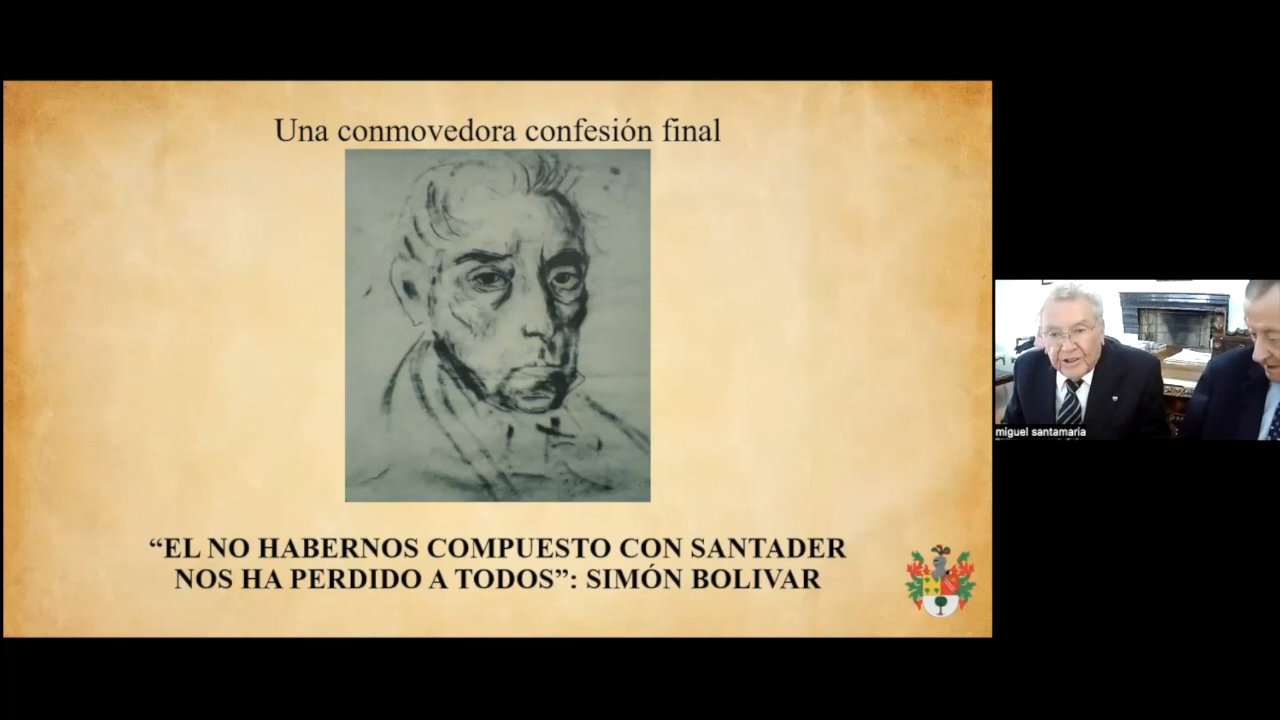 Una conmovedora confesión final
“EL NO HABERNOS COMPUESTO CON SANTADER
NOS HA PERDIDO A TODOS”: SIMÓN BOLIVAR
miguel santamaria